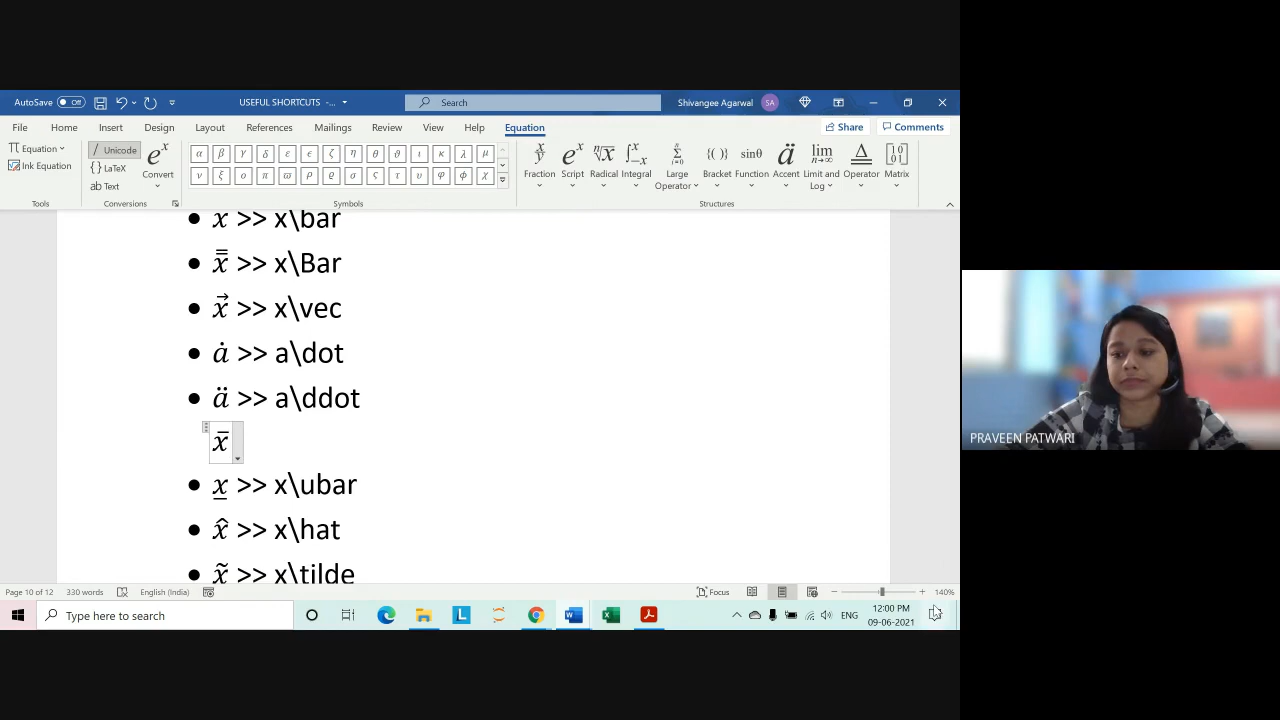 AutoSave Off USEFUL SHORTCUTS -... Search Shivangee Agarwal SA
File Home Insert Design Layout References Mailings Review View Help Equation Share Comments
Equation Unicode
Ink Equation LaTeX
Text Convert
α β γ δ ε ϵ ζ η θ ϑ ι κ λ μ
ν ξ ο π ϖ ρ ϱ σ ς τ υ φ ϕ χ
Fraction Script Radical Integral Large Operator Bracket Function Accent Limit and Log Operator Matrix
Tools Conversions Symbols Structures
• x̅ >> x\bar
• x̿ >> x\Bar
• x⃗ >> x\vec
• ȧ >> a\dot
• ä >> a\ddot
x̅
• x̲ >> x\ubar
• x̂ >> x\hat
• x̃ >> x\tilde
PRAVEEN PATWARI
Page 10 of 12 330 words English (India) Focus 140%
Type here to search ENG 12:00 PM
09-06-2021